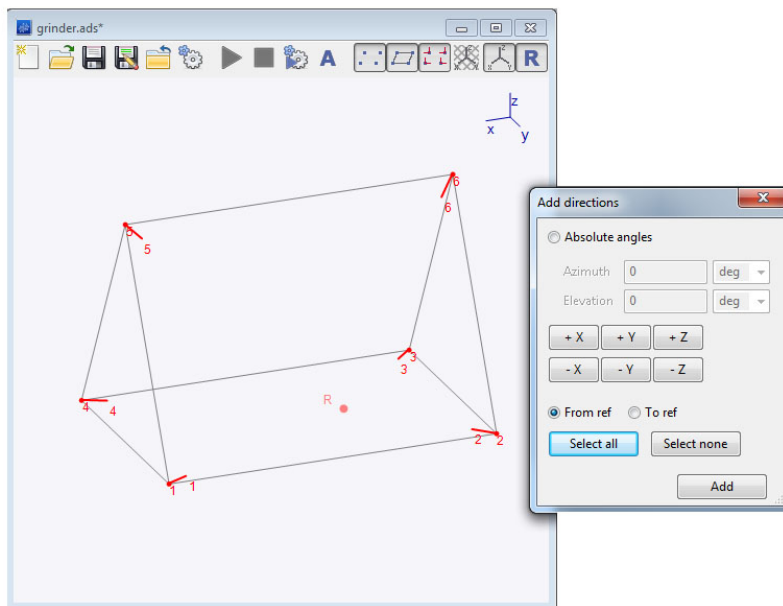 grinder.ads*
A
R
z
x
y
6
6
5
5
3
3
4
4
R
2
2
1
1
Add directions
Absolute angles
Azimuth 0 deg
Elevation 0 deg
+ X + Y + Z
- X - Y - Z
From ref To ref
Select all Select none
Add